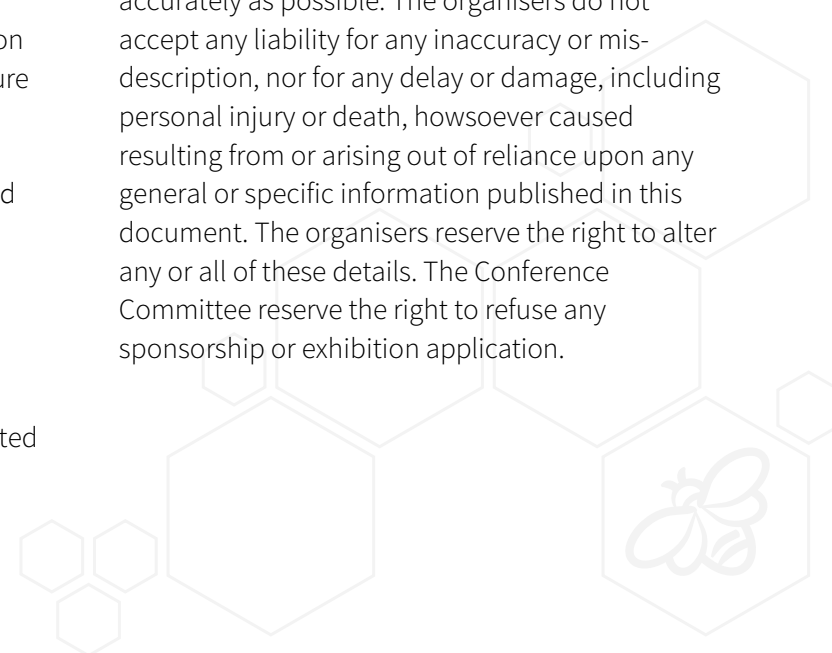 on
ure
d
ted
accurately as possible. The organisers do not
accept any liability for any inaccuracy or mis-
description, nor for any delay or damage, including
personal injury or death, howsoever caused
resulting from or arising out of reliance upon any
general or specific information published in this
document. The organisers reserve the right to alter
any or all of these details. The Conference
Committee reserve the right to refuse any
sponsorship or exhibition application.